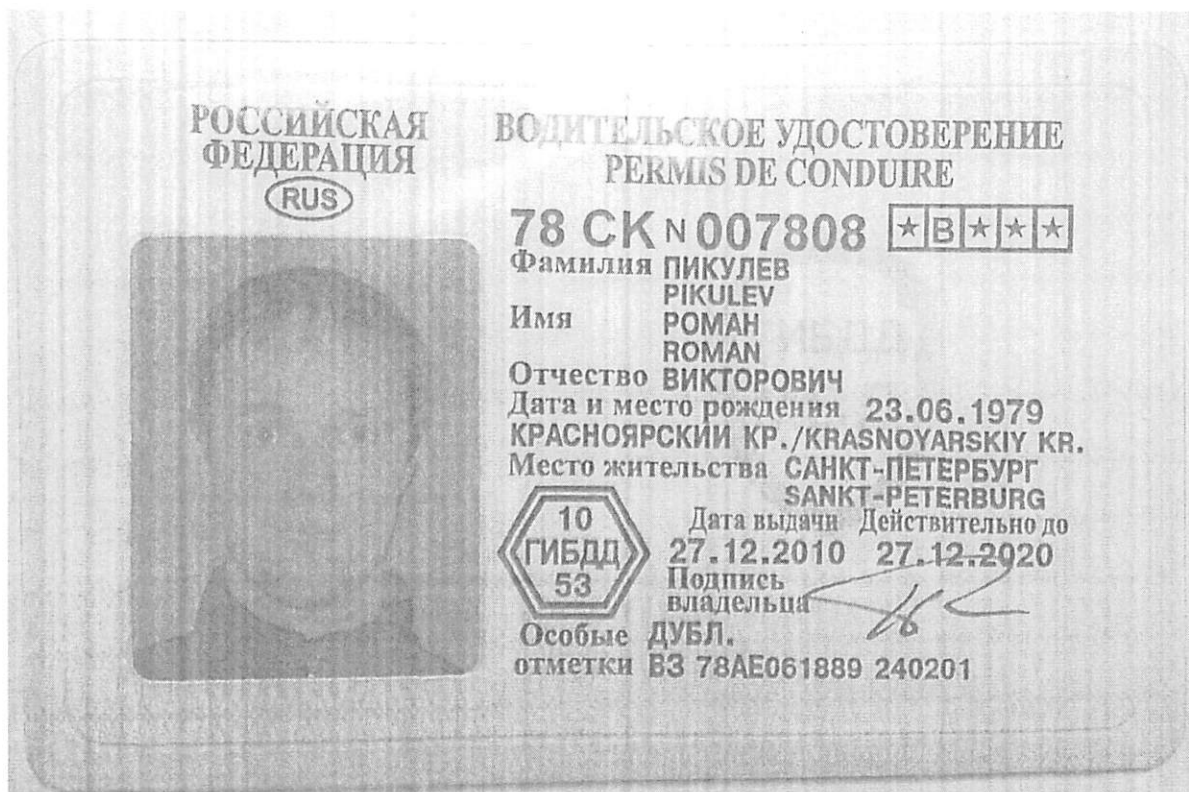 РОССИЙСКАЯ
ФЕДЕРАЦИЯ
RUS
ВОДИТЕЛЬСКОЕ УДОСТОВЕРЕНИЕ
PERMIS DE CONDUIRE
78 СК N 007808 ★ B ★ ★ ★
Фамилия ПИКУЛЕВ
PIKULEV
Имя РОМАН
ROMAN
Отчество ВИКТОРОВИЧ
Дата и место рождения 23.06.1979
КРАСНОЯРСКИЙ КР./KRASNOYARSKIY KR.
Место жительства САНКТ-ПЕТЕРБУРГ
SANKT-PETERBURG
10
ГИБДД
53
Дата выдачи Действительно до
27.12.2010 27.12.2020
Подпись
владельца
Особые ДУБЛ.
отметки ВЗ 78АЕ061889 240201